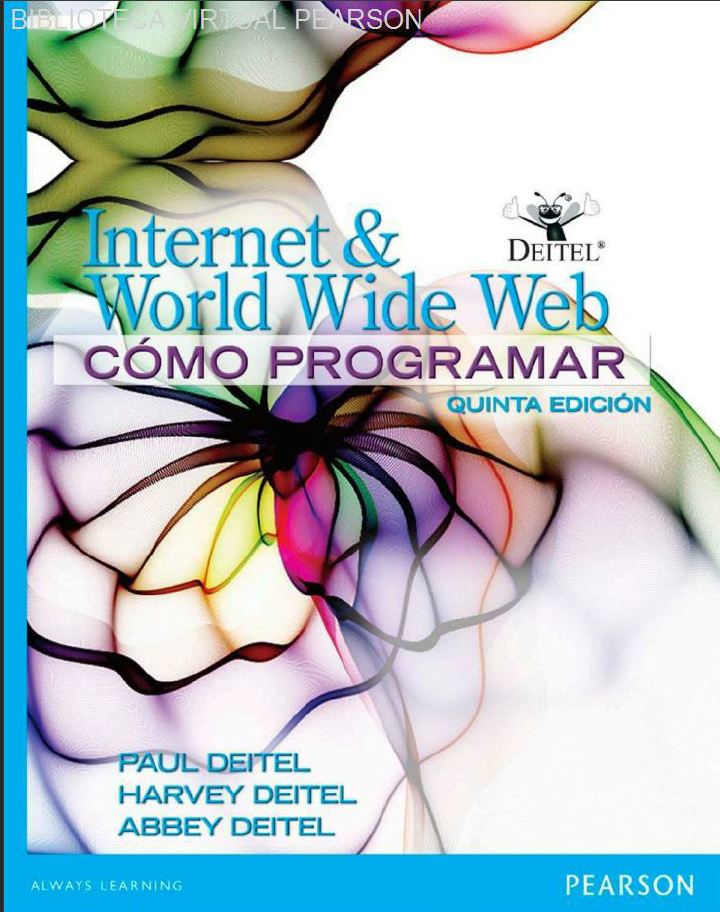 BIBLIOTECA VIRTUAL PEARSON
DEITEL®
Internet &
World Wide Web
CÓMO PROGRAMAR
QUINTA EDICIÓN
PAUL DEITEL
HARVEY DEITEL
ABBEY DEITEL
ALWAYS LEARNING
PEARSON